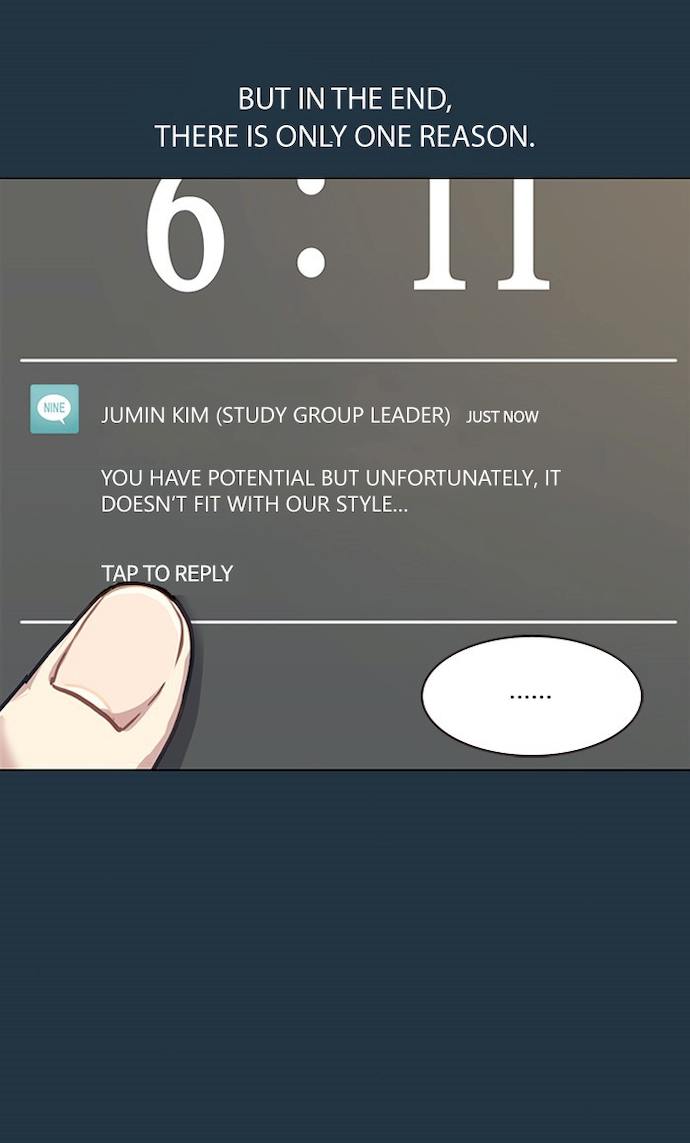 BUT IN THE END,
THERE IS ONLY ONE REASON.
6:11
NINE
JUMIN KIM (STUDY GROUP LEADER) JUST NOW
YOU HAVE POTENTIAL BUT UNFORTUNATELY, IT
DOESN'T FIT WITH OUR STYLE...
TAP TO REPLY
......